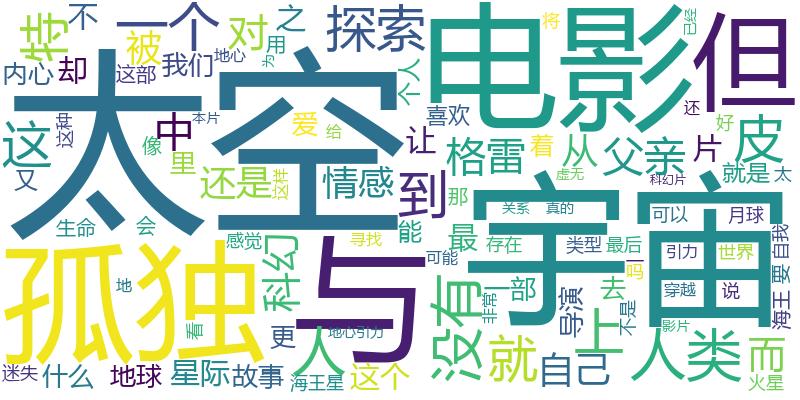 太空
电影
宇宙
孤独
与
但
一个
探索
特
不
被
对
之
用
内心
却
这部
我们
地心
为
个人
将
已经
还
喜欢
这
这种
中
像
本片
爱
给
让
格雷
着
从
父亲
片
好
皮
又
里
还是
这样
情感
到
那
虚无
科幻片
就是
太
生命
会
感觉
寻找
能
最
存在
关系
真的
类型
最后
可以
月球
引力
世界
要
自我
地
科幻
可能
没有
非常
一部
导演
去
上
吗
不是
穿越
说
海王
看
更
人
地心引力
就
自己
影片
人类
而
火星
迷失
什么
地球
星际
故事
海王星
这个